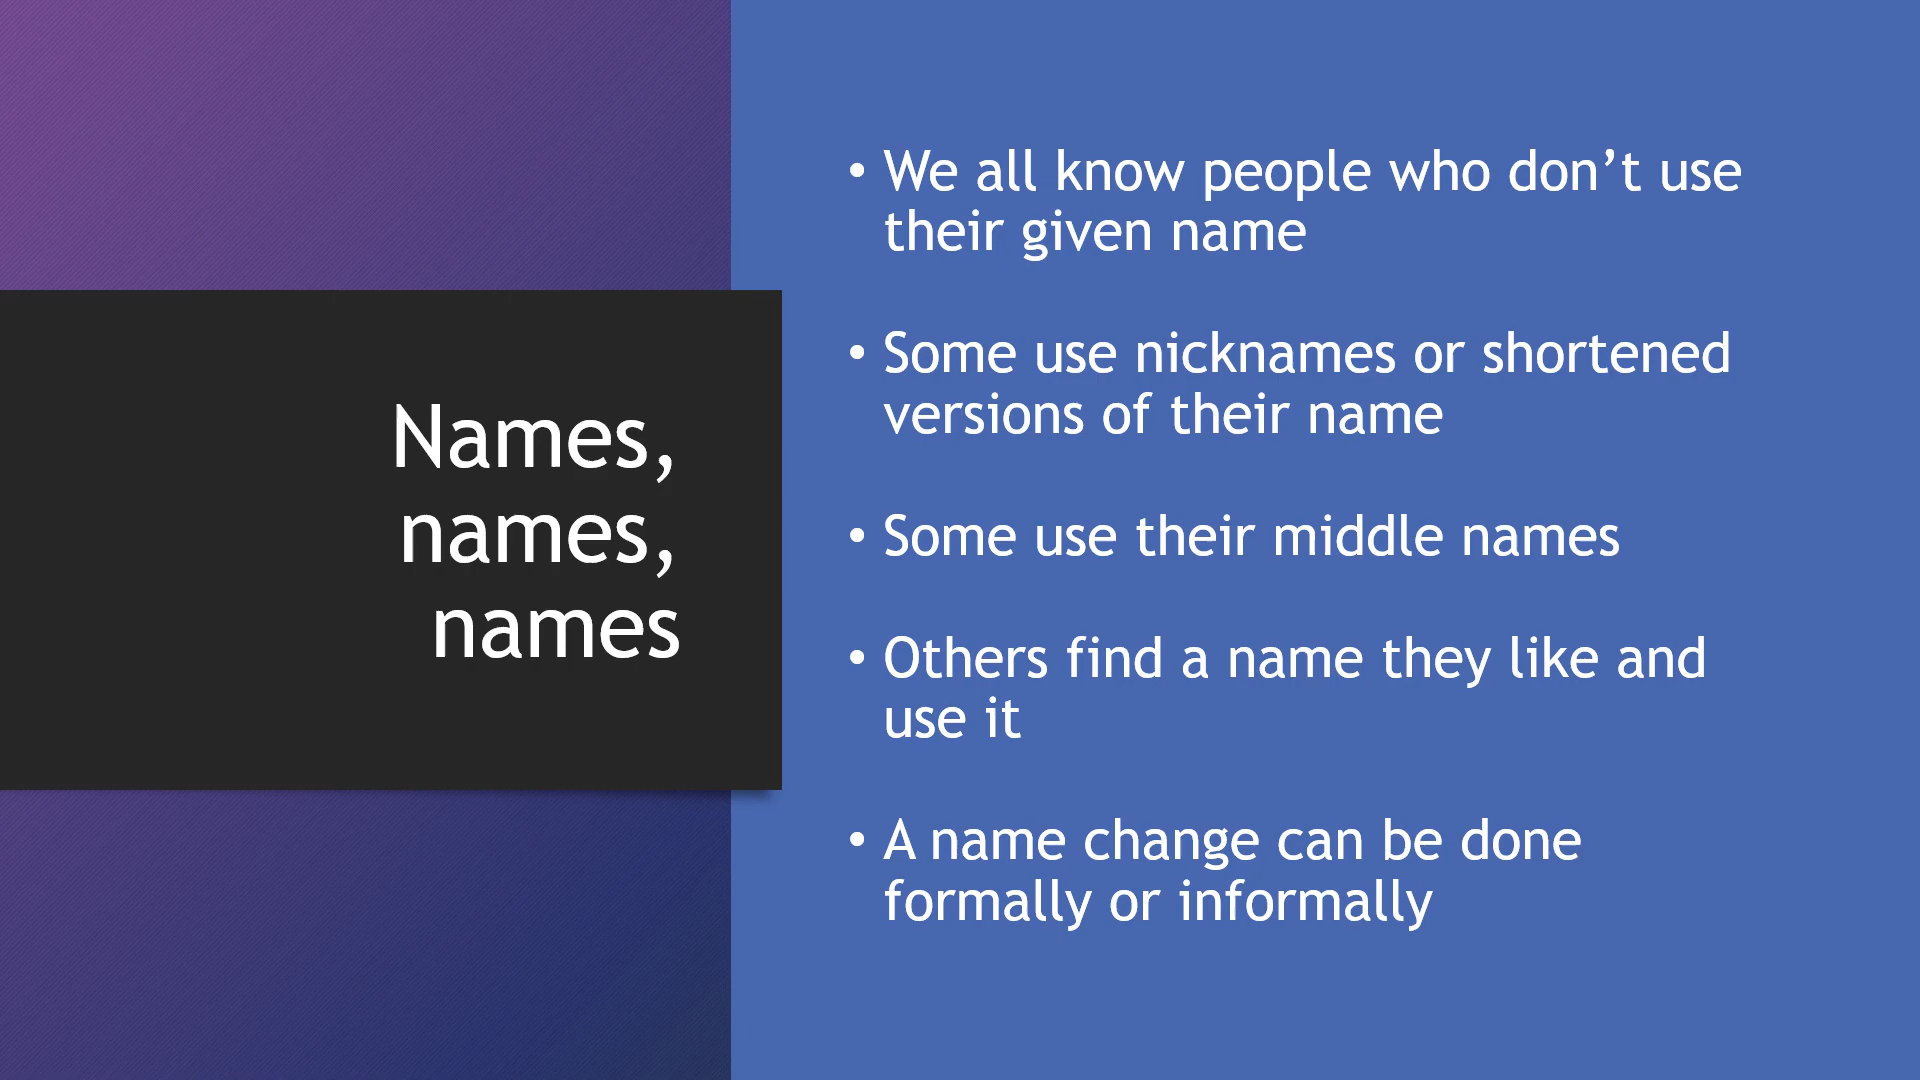 Names,
names,
names
• We all know people who don’t use
their given name
• Some use nicknames or shortened
versions of their name
• Some use their middle names
• Others find a name they like and
use it
• A name change can be done
formally or informally